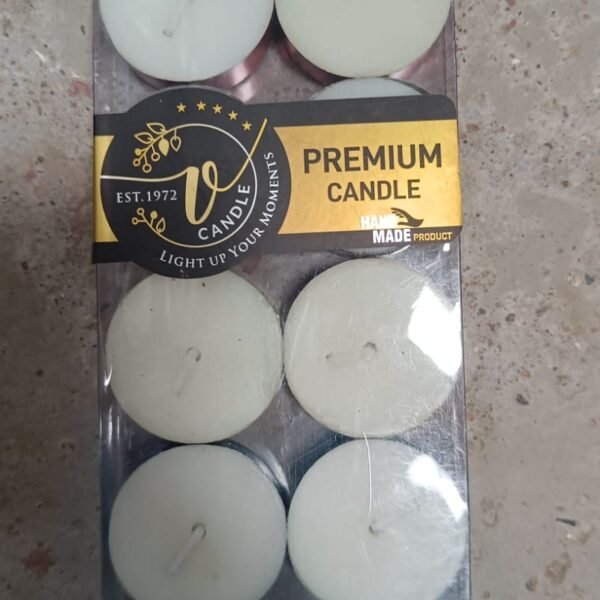 EST.1972
V
CANDLE
LIGHT UP YOUR MOMENTS
PREMIUM
CANDLE
HAND
MADE PRODUCT